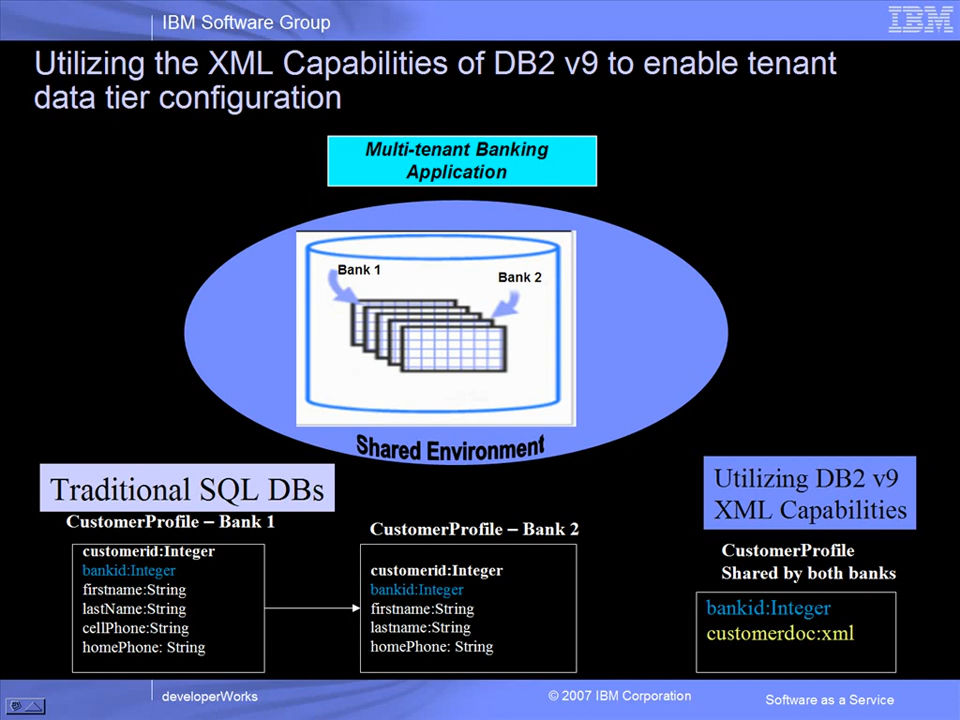 IBM Software Group
IBM
Utilizing the XML Capabilities of DB2 v9 to enable tenant
data tier configuration
Multi-tenant Banking
Application
Bank 1
Bank 2
Shared Environment
Traditional SQL DBs
CustomerProfile – Bank 1
customerid:Integer
bankid:Integer
firstname:String
lastName:String
cellPhone:String
homePhone: String
CustomerProfile – Bank 2
customerid:Integer
bankid:Integer
firstname:String
lastname:String
homePhone: String
Utilizing DB2 v9
XML Capabilities
CustomerProfile
Shared by both banks
bankid:Integer
customerdoc:xml
developerWorks
© 2007 IBM Corporation
Software as a Service